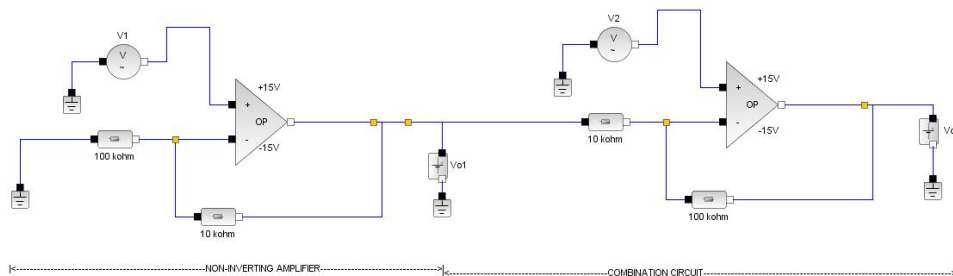 V1
V
~
+15V
+
OP
-
-15V
100 kohm
10 kohm
Vo1
V2
V
~
+15V
+
OP
-
-15V
10 kohm
100 kohm
|<----NON-INVERTING AMPLIFIER----><----COMBINATION CIRCUIT---->